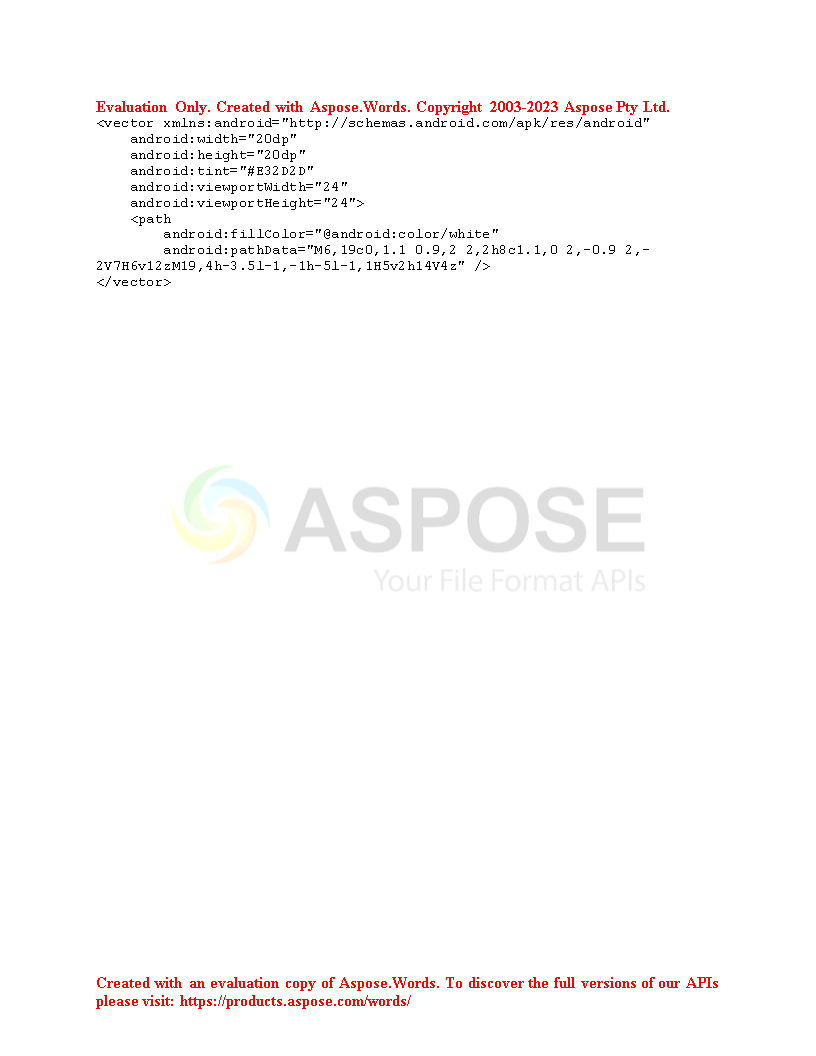 Evaluation Only. Created with Aspose.Words. Copyright 2003-2023 Aspose Pty Ltd.
<vector xmlns:android="http://schemas.android.com/apk/res/android"
    android:width="20dp"
    android:height="20dp"
    android:tint="#E32D2D"
    android:viewportWidth="24"
    android:viewportHeight="24">
    <path
        android:fillColor="@android:color/white"
        android:pathData="M6,19c0,1.1 0.9,2 2,2h8c1.1,0 2,-0.9 2,-
2V7H6v12zM19,4h-3.5l-1,-1h-5l-1,1H5v2h14V4z" />
</vector>
ASPOSE
Your File Format APIs
Created with an evaluation copy of Aspose.Words. To discover the full versions of our APIs
please visit: https://products.aspose.com/words/